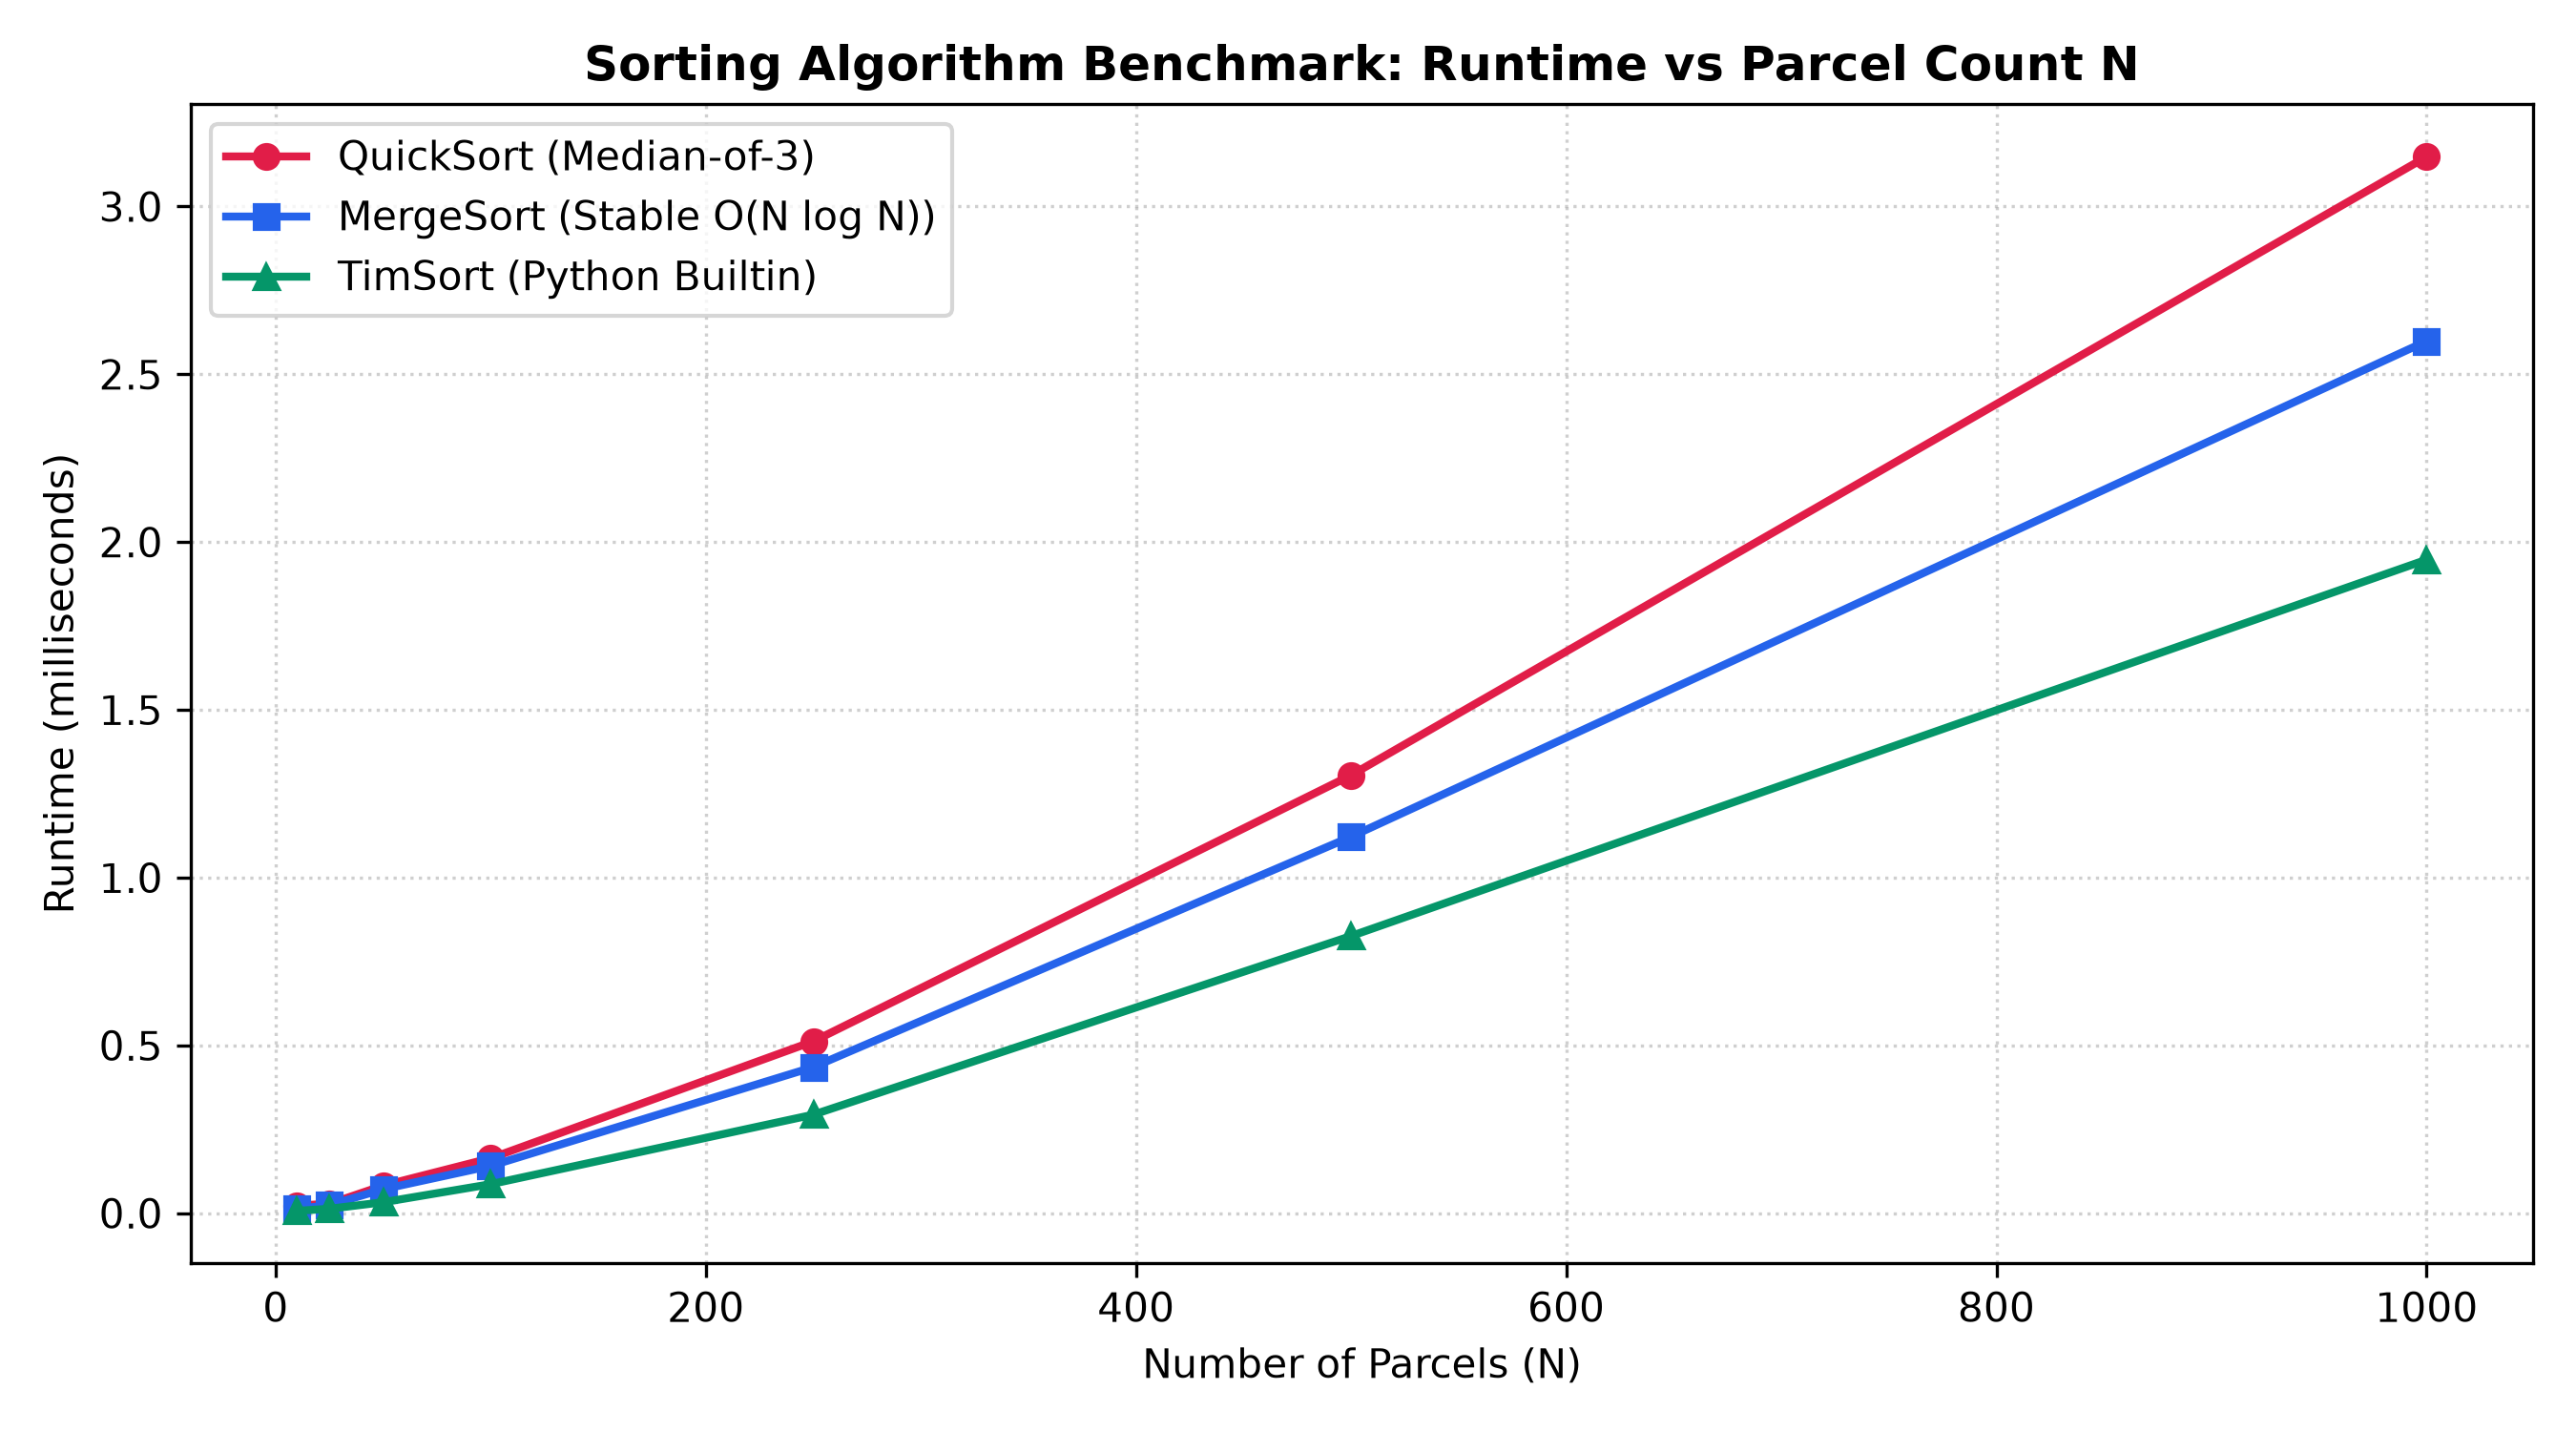 Sorting Algorithm Benchmark: Runtime vs Parcel Count N
QuickSort (Median-of-3)
MergeSort (Stable O(N log N))
TimSort (Python Builtin)
Runtime (milliseconds)
3.0
2.5
2.0
1.5
1.0
0.5
0.0
0 200 400 600 800 1000
Number of Parcels (N)